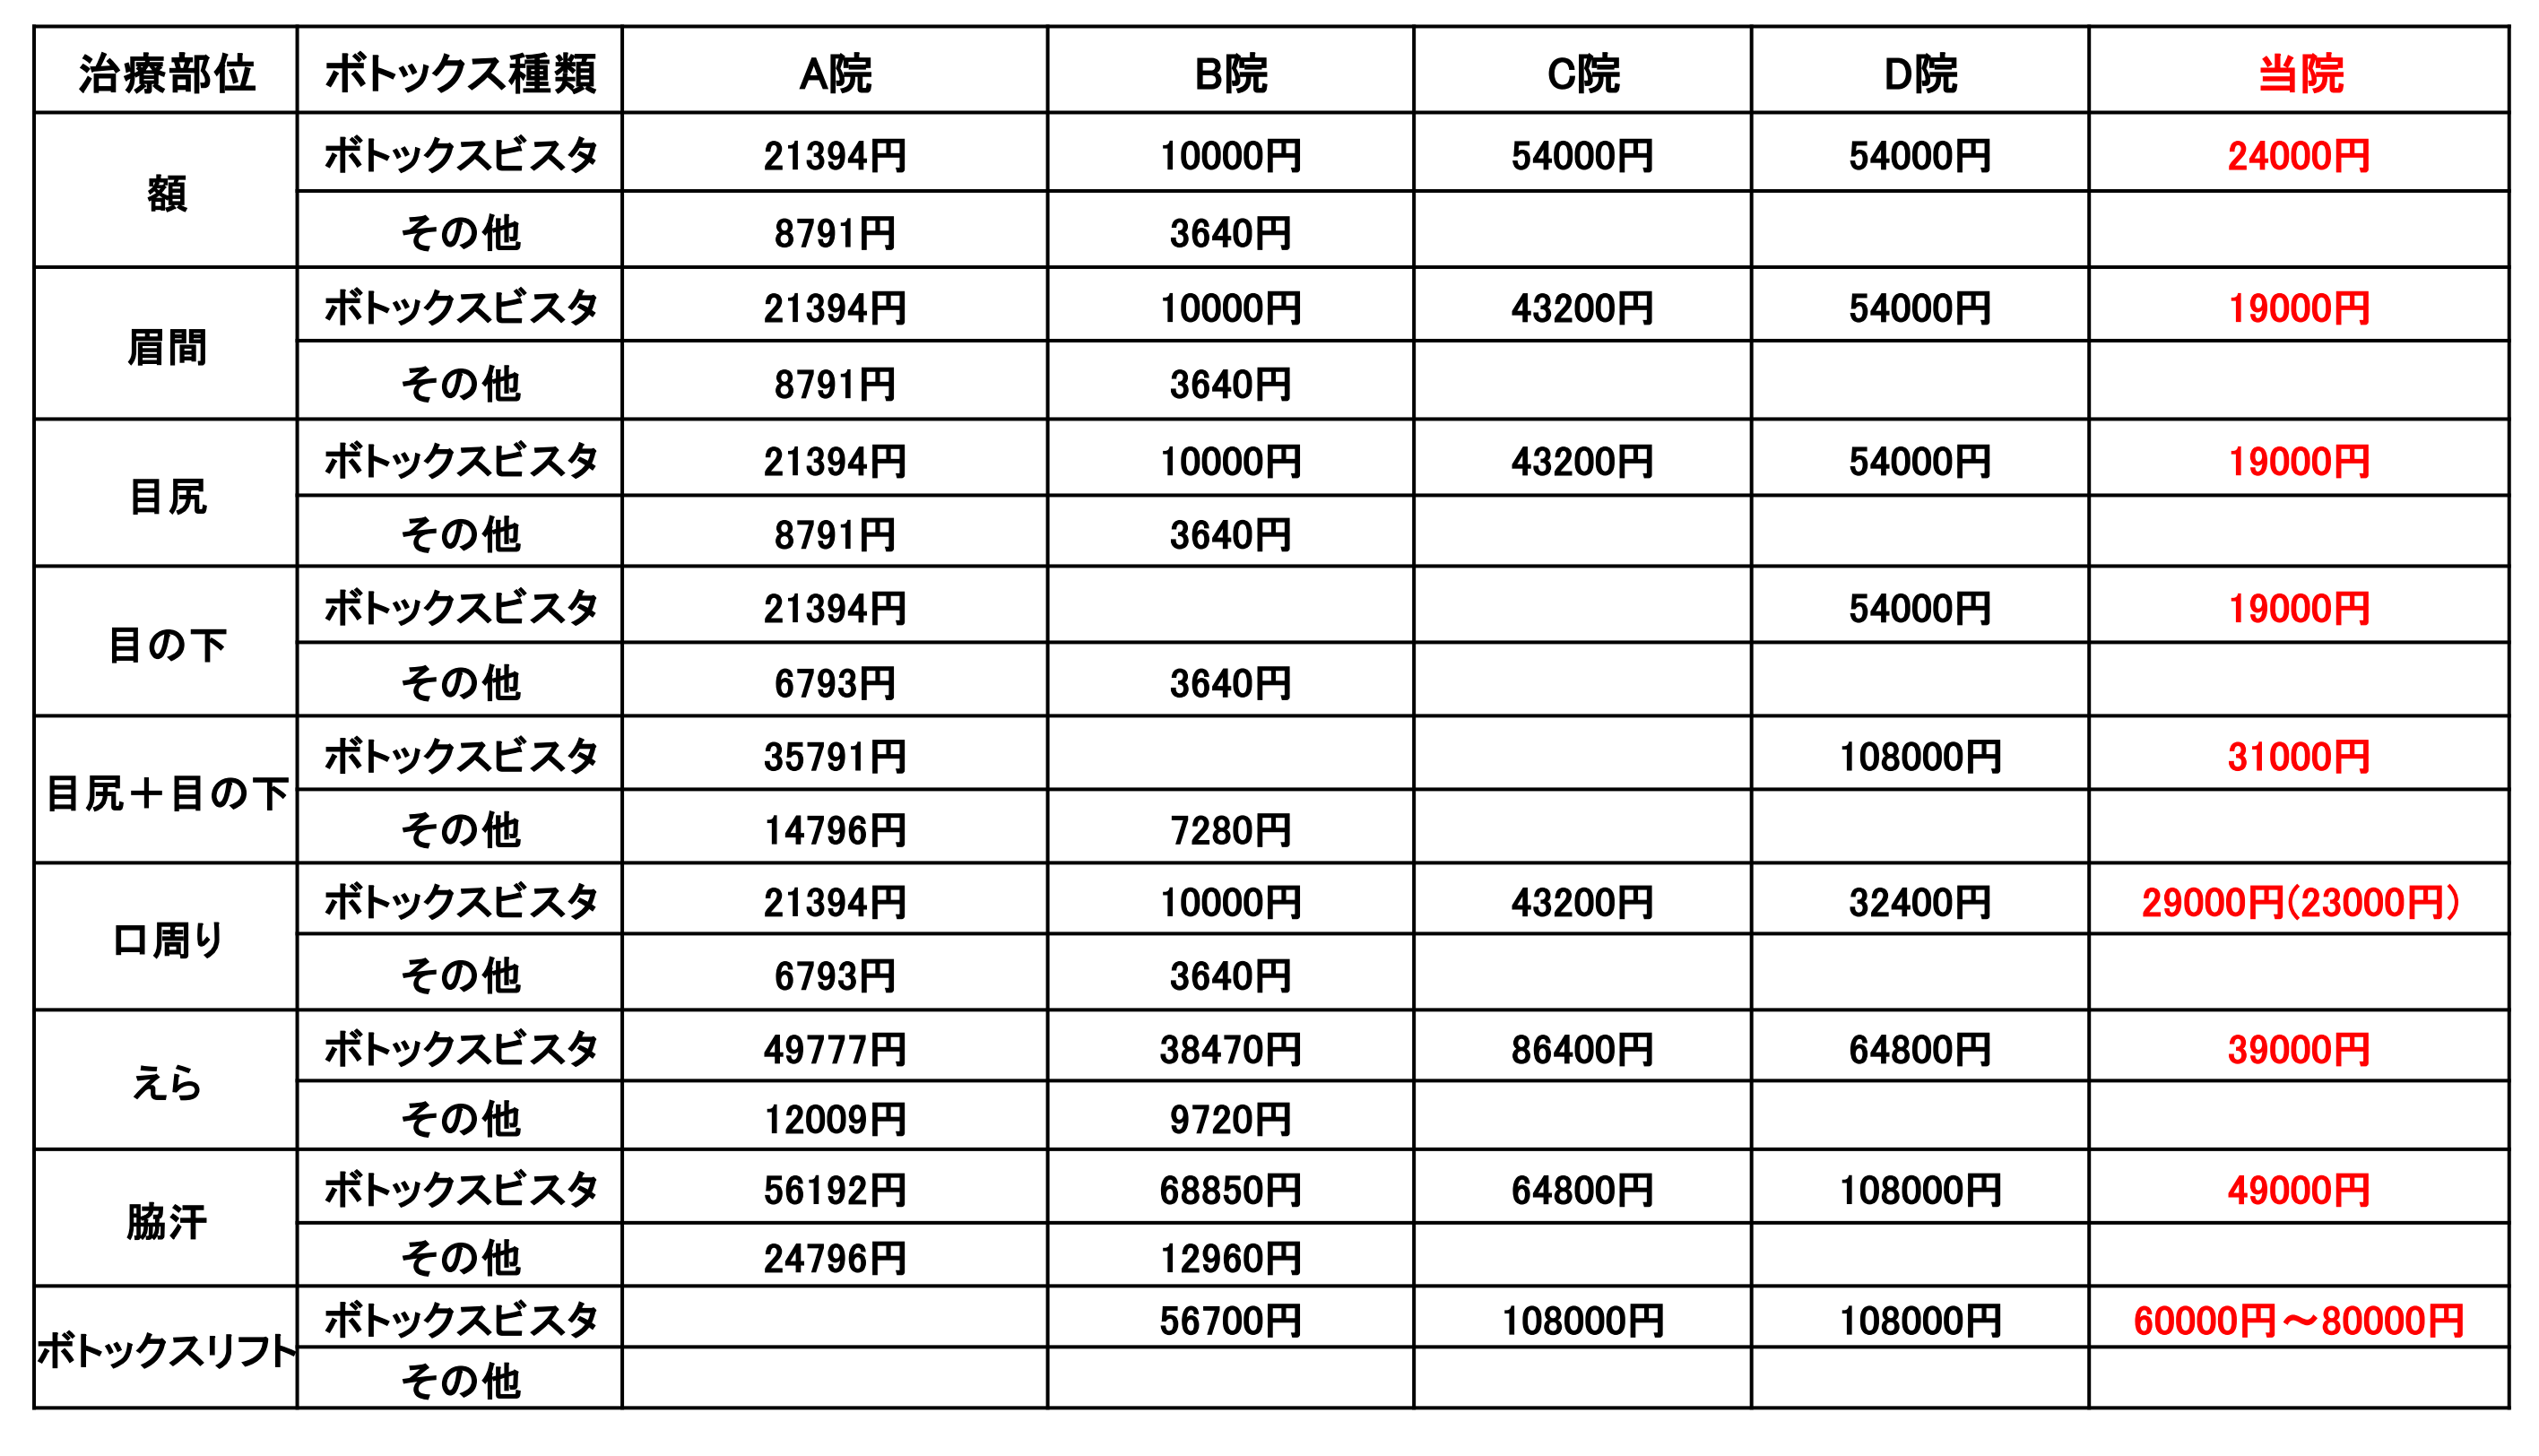 治療部位 ボトックス種類 A院 B院 C院 D院 当院
額 ボトックスビスタ 21394円 10000円 54000円 54000円 24000円
その他 8791円 3640円
眉間 ボトックスビスタ 21394円 10000円 43200円 54000円 19000円
その他 8791円 3640円
目尻 ボトックスビスタ 21394円 10000円 43200円 54000円 19000円
その他 8791円 3640円
目の下 ボトックスビスタ 21394円 54000円 19000円
その他 6793円 3640円
目尻＋目の下 ボトックスビスタ 35791円 108000円 31000円
その他 14796円 7280円
口周り ボトックスビスタ 21394円 10000円 43200円 32400円 29000円(23000円)
その他 6793円 3640円
えら ボトックスビスタ 49777円 38470円 86400円 64800円 39000円
その他 12009円 9720円
脇汗 ボトックスビスタ 56192円 68850円 64800円 108000円 49000円
その他 24796円 12960円
ボトックスリフト ボトックスビスタ 56700円 108000円 108000円 60000円～80000円
その他